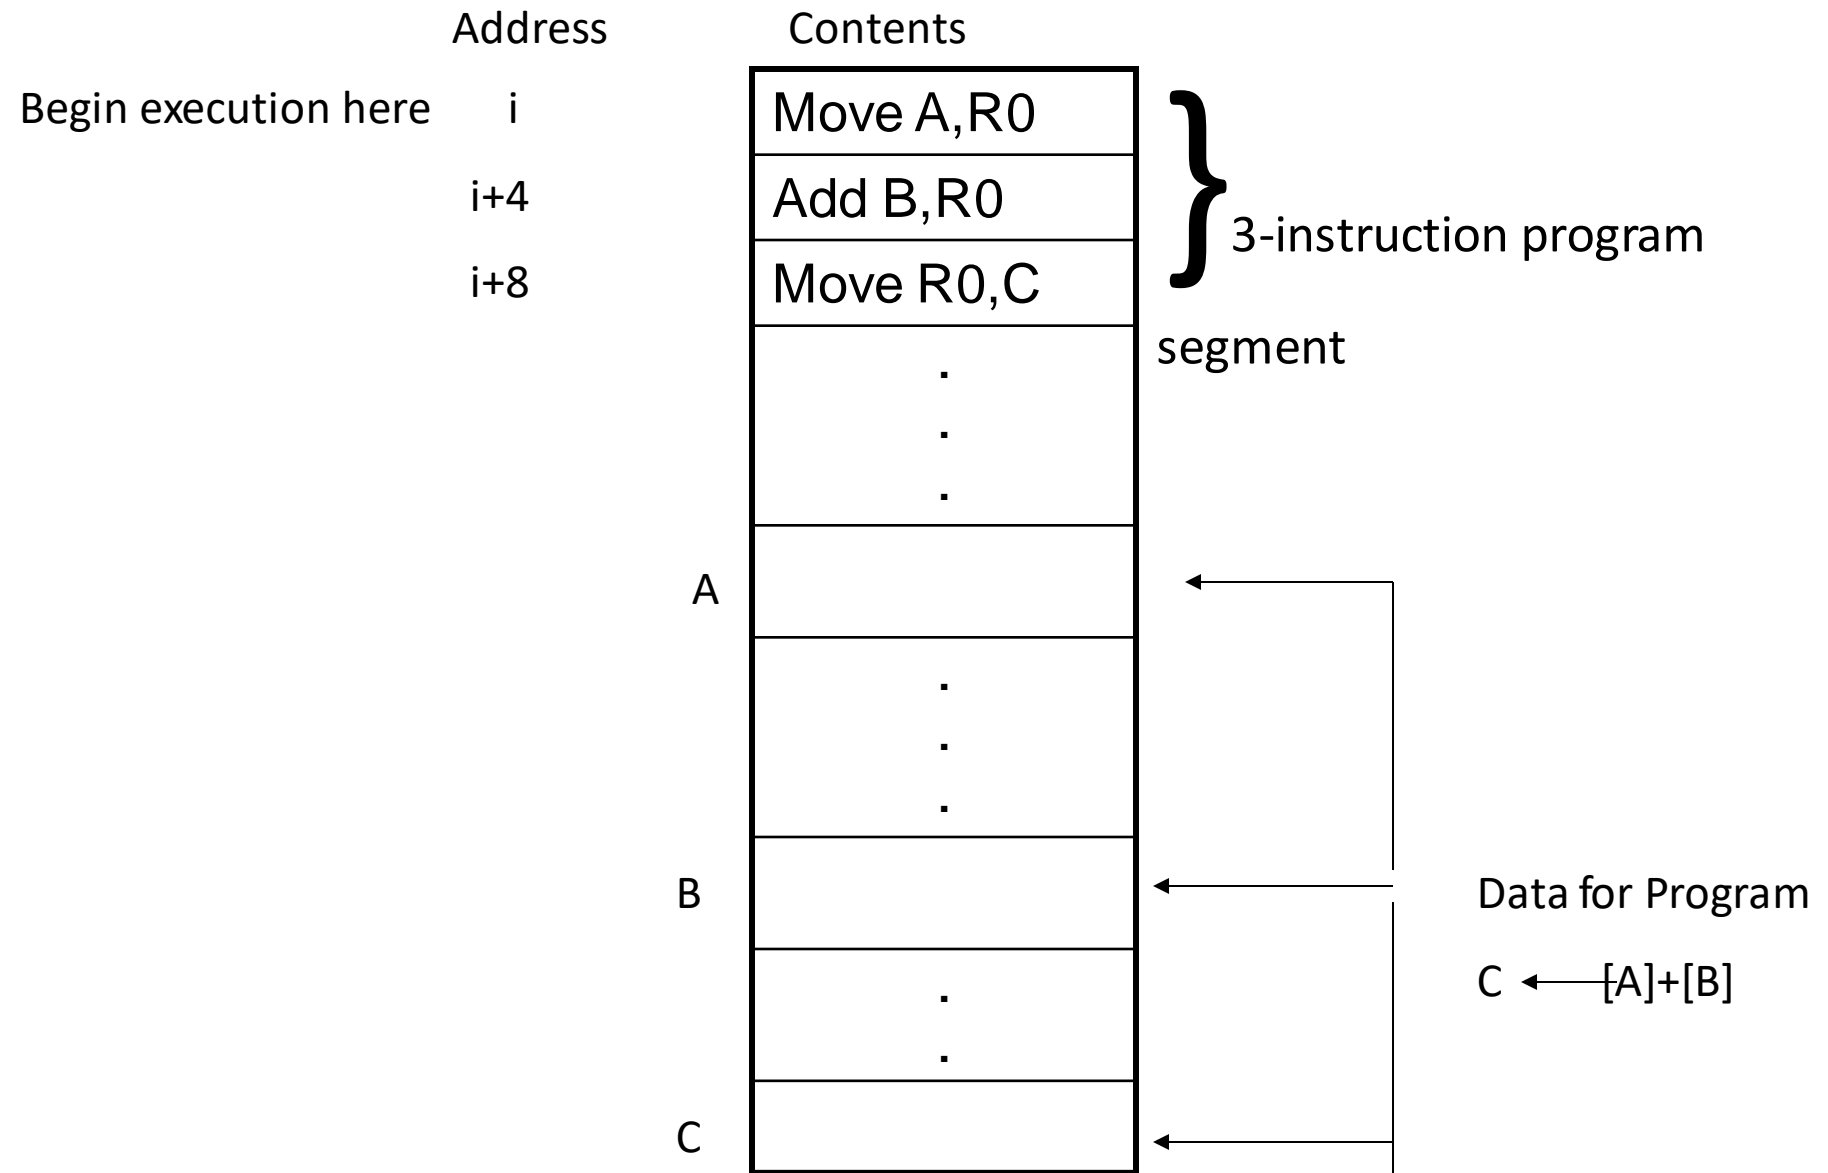 Address Contents
Begin execution here i Move A,R0
i+4 Add B,R0
} 3-instruction program
i+8 Move R0,C
segment
.
.
.
A
.
.
.
B Data for Program
C [A]+[B]
.
.
C